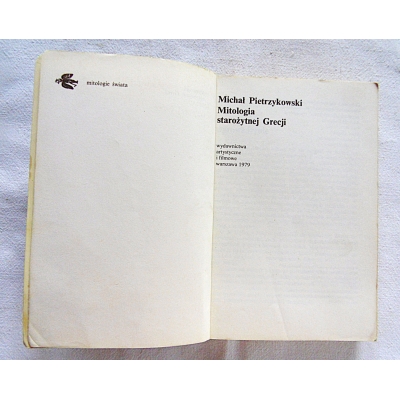 mitologie świata
Michał Pietrzykowski
Mitologia
starożytnej Grecji
wydawnictwa
artystyczne
i filmowe
warszawa 1979